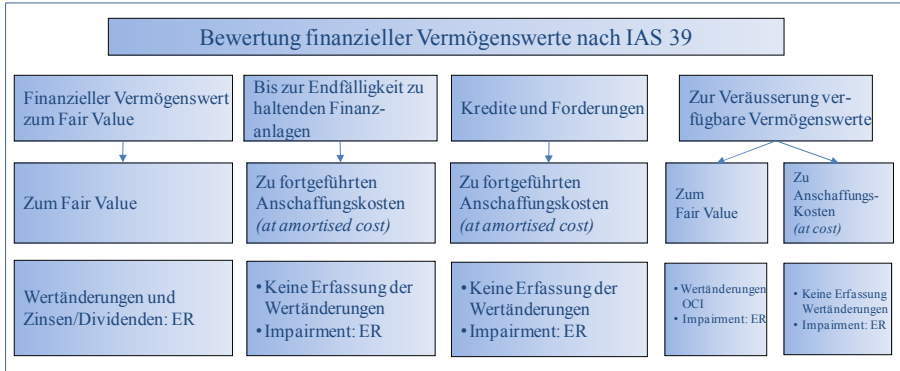 Bewertung finanzieller Vermögenswerte nach IAS 39
Finanzieller Vermögenswert
zum Fair Value
Bis zur Endfälligkeit zu
haltenden Finanz-
anlagen
Kredite und Forderungen
Zur Veräusserung ver-
fügbare Vermögenswerte
Zum Fair Value
Zu fortgeführten
Anschaffungskosten
(at amortised cost)
Zu fortgeführten
Anschaffungskosten
(at amortised cost)
Zum
Fair Value
Zu
Anschaffungs-
Kosten
(at cost)
Wertänderungen und
Zinsen/Dividenden: ER
• Keine Erfassung der
Wertänderungen
• Impairment: ER
• Keine Erfassung der
Wertänderungen
• Impairment: ER
• Wertänderungen
OCI
• Impairment: ER
• Keine Erfassung
Wertänderungen
• Impairment: ER